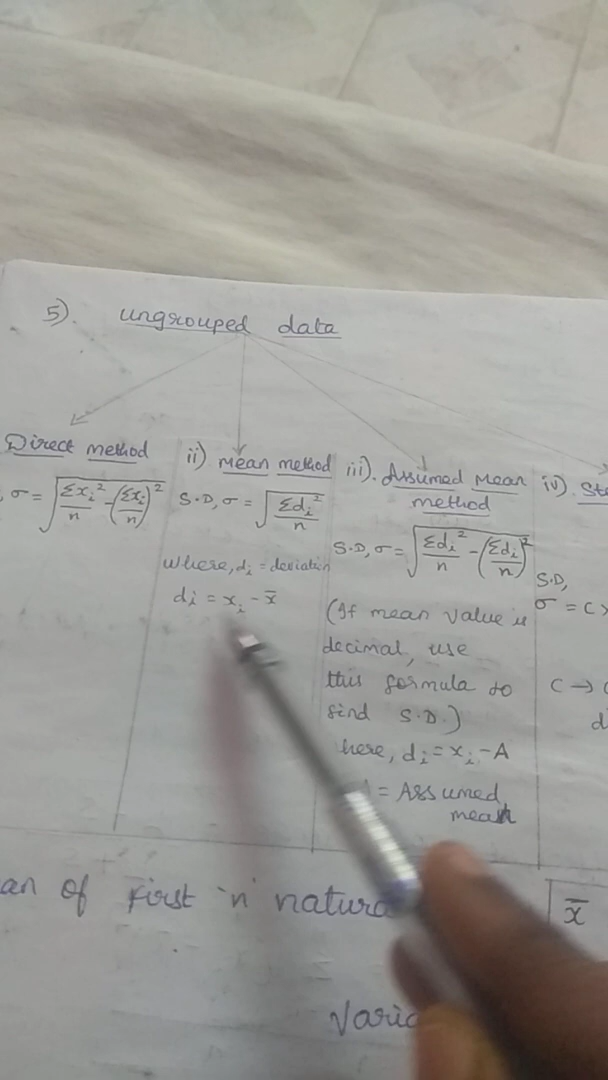 5). ungrouped data
Direct method
, σ = √(Σxᵢ²/n - (Σxᵢ/n)²)
ii) Mean method
S.D, σ = √(Σdᵢ²/n)
where, dᵢ = deviation
dᵢ = xᵢ - x̄
iii). Assumed Mean
method
S.D, σ = √(Σdᵢ²/n - (Σdᵢ/n)²)
(If mean value is
decimal, use
this formula to
find S.D.)
here, dᵢ = xᵢ - A
= Assumed
mean
iv). Ste
S.D,
σ = C ×
C →
d
an of first 'n' natura
x̄
Varia